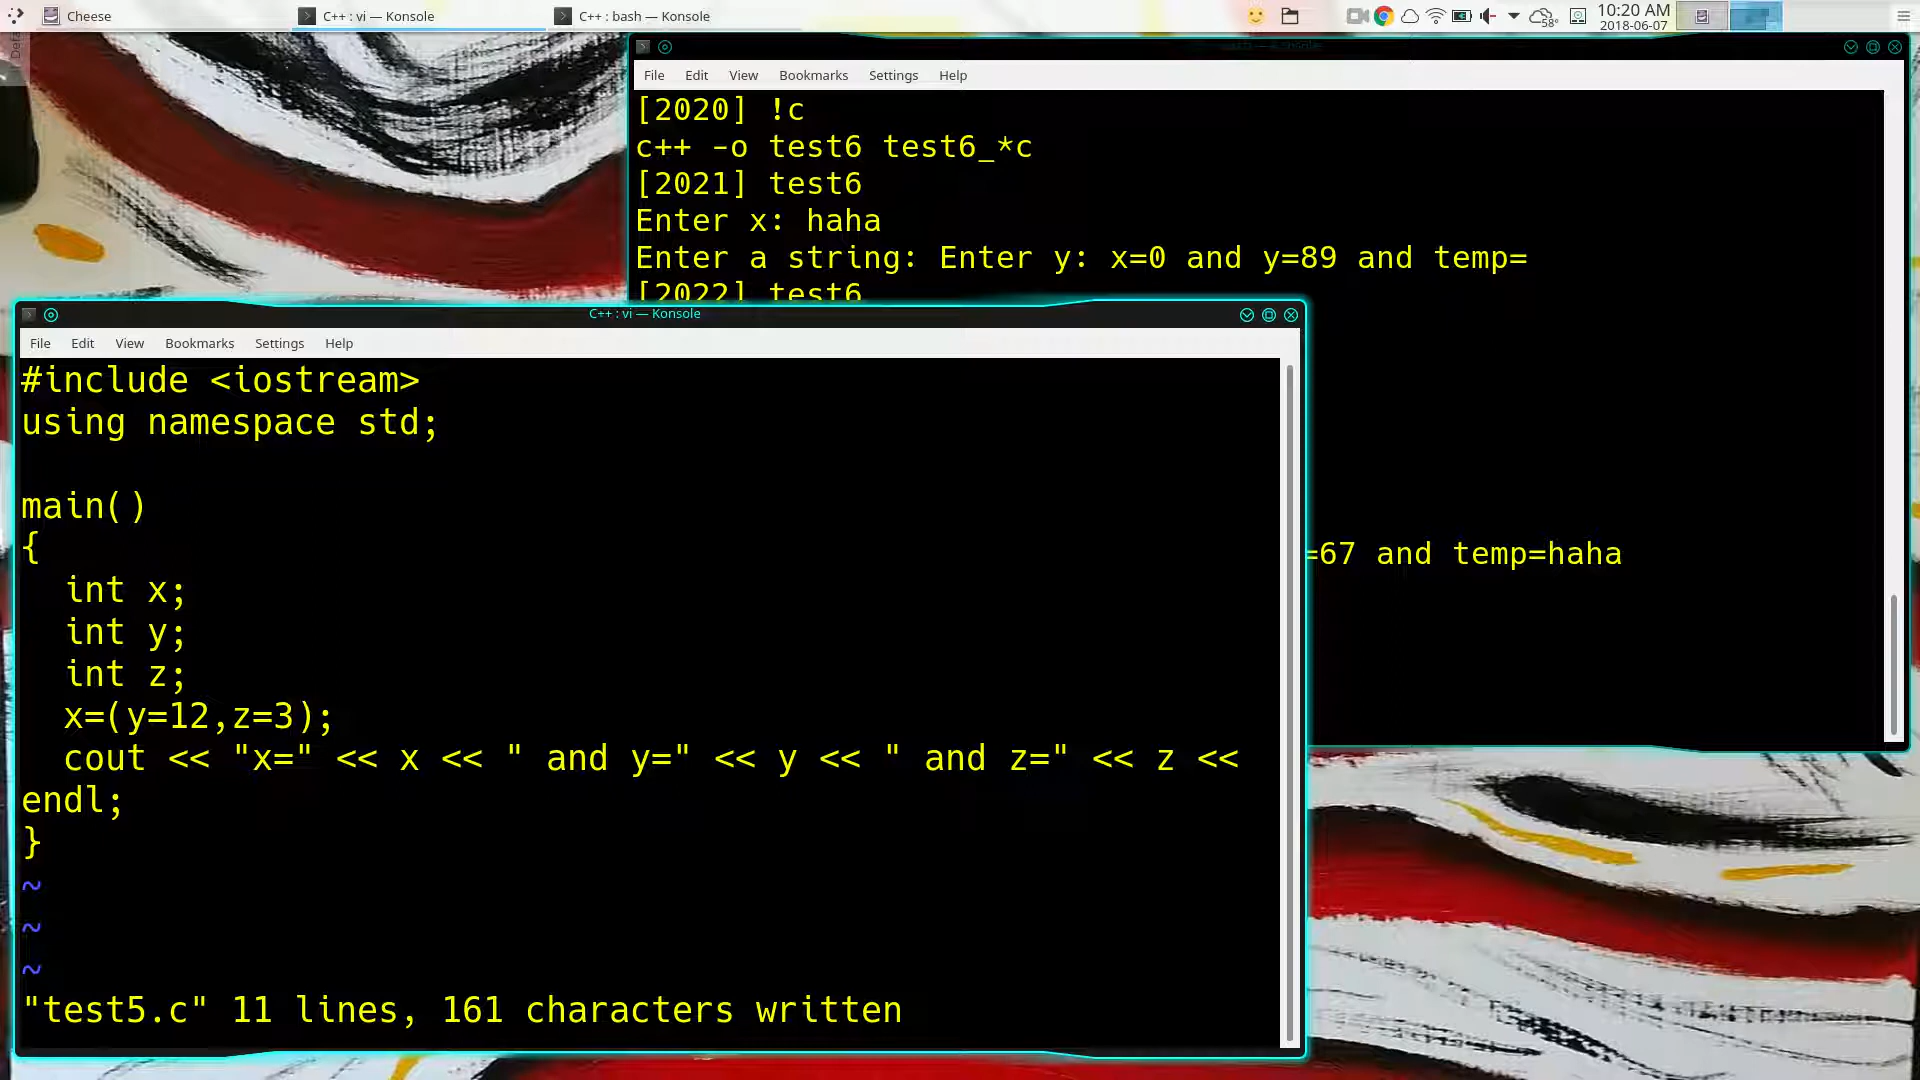 Cheese
C++ : vi — Konsole
C++ : bash — Konsole
58°
10:20 AM
2018-06-07
File Edit View Bookmarks Settings Help
[2020] !c
c++ -o test6 test6_*c
[2021] test6
Enter x: haha
Enter a string: Enter y: x=0 and y=89 and temp=
[2022] test6
=67 and temp=haha
C++ : vi — Konsole
File Edit View Bookmarks Settings Help
#include <iostream>
using namespace std;
main()
{
  int x;
  int y;
  int z;
  x=(y=12,z=3);
  cout << "x=" << x << " and y=" << y << " and z=" << z <<
endl;
}
~
~
~
"test5.c" 11 lines, 161 characters written